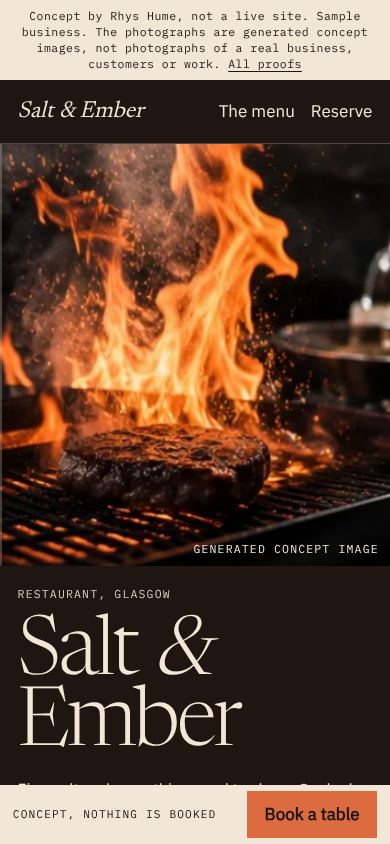 Concept by Rhys Hume, not a live site. Sample
business. The photographs are generated concept
images, not photographs of a real business,
customers or work. All proofs
Salt & Ember
The menu Reserve
GENERATED CONCEPT IMAGE
RESTAURANT, GLASGOW
Salt &
Ember
CONCEPT, NOTHING IS BOOKED
Book a table